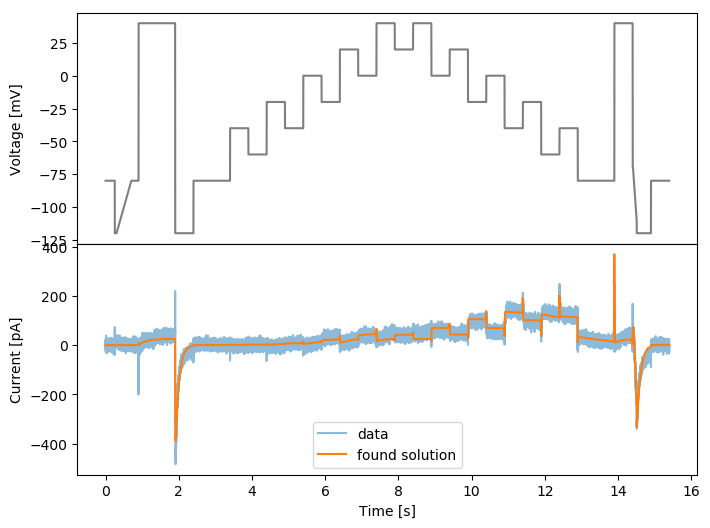 25
0
−25
−50
−75
−100
−125
Voltage [mV]
400
200
0
−200
−400
Current [pA]
data
found solution
0 2 4 6 8 10 12 14 16
Time [s]